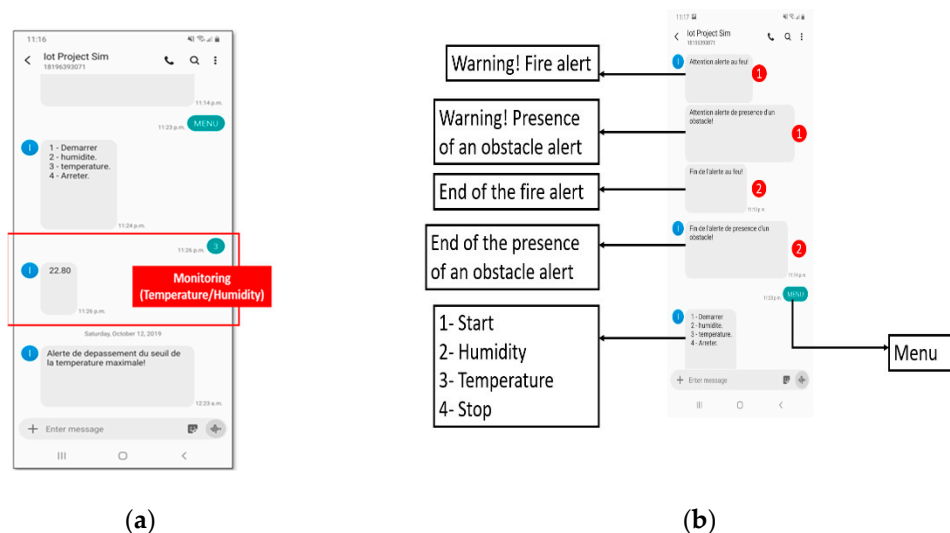 11:16
Iot Project Sim
18196393071
11:14 p.m.
11:23 p.m.
MENU
I
1 - Demarrer
2 - humidite.
3 - temperature.
4 - Arreter.
11:24 p.m.
11:26 p.m.
3
I
22.80
11:26 p.m.
Monitoring
(Temperature/Humidity)
Saturday, October 12, 2019
I
Alerte de depassement du seuil de
la temperature maximale!
12:23 a.m.
Enter message
(a)
Warning! Fire alert
Warning! Presence
of an obstacle alert
End of the fire alert
End of the presence
of an obstacle alert
1- Start
2- Humidity
3- Temperature
4- Stop
11:17
Iot Project Sim
18196393071
I
Attention alerte au feu!
1
Attention alerte de presence d'un
obstacle!
1
Fin de l'alerte au feu!
2
I
Fin de l'alerte de presence d'un
obstacle!
2
11:14 p.m.
11:23 p.m.
MENU
I
1 - Demarrer
2 - humidite.
3 - temperature.
4 - Arreter.
Enter message
Menu
(b)